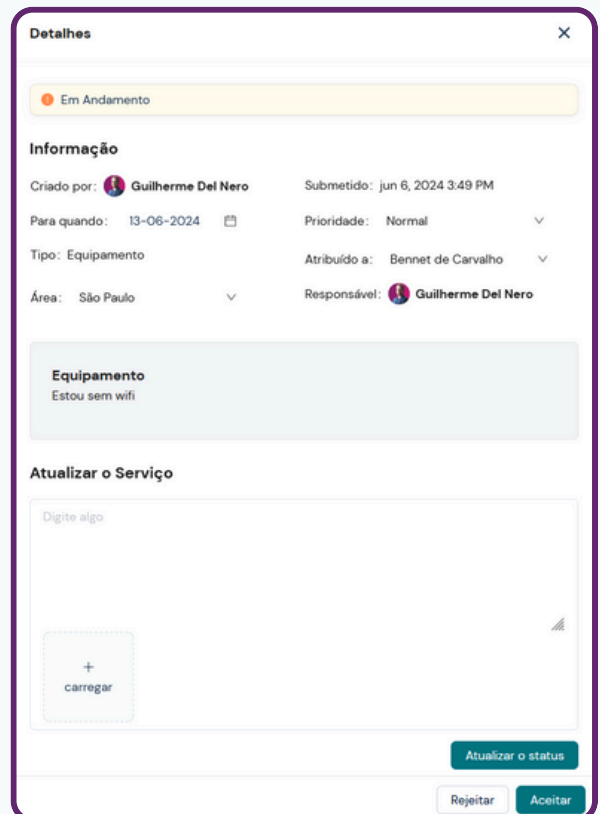 Detalhes
Em Andamento
Informação
Criado por: Guilherme Del Nero
Submetido: jun 6, 2024 3:49 PM
Para quando: 13-06-2024
Prioridade: Normal
Tipo: Equipamento
Atribuído a: Bennet de Carvalho
Área: São Paulo
Responsável: Guilherme Del Nero
Equipamento
Estou sem wifi
Atualizar o Serviço
Digite algo
+
carregar
Atualizar o status
Rejeitar
Aceitar